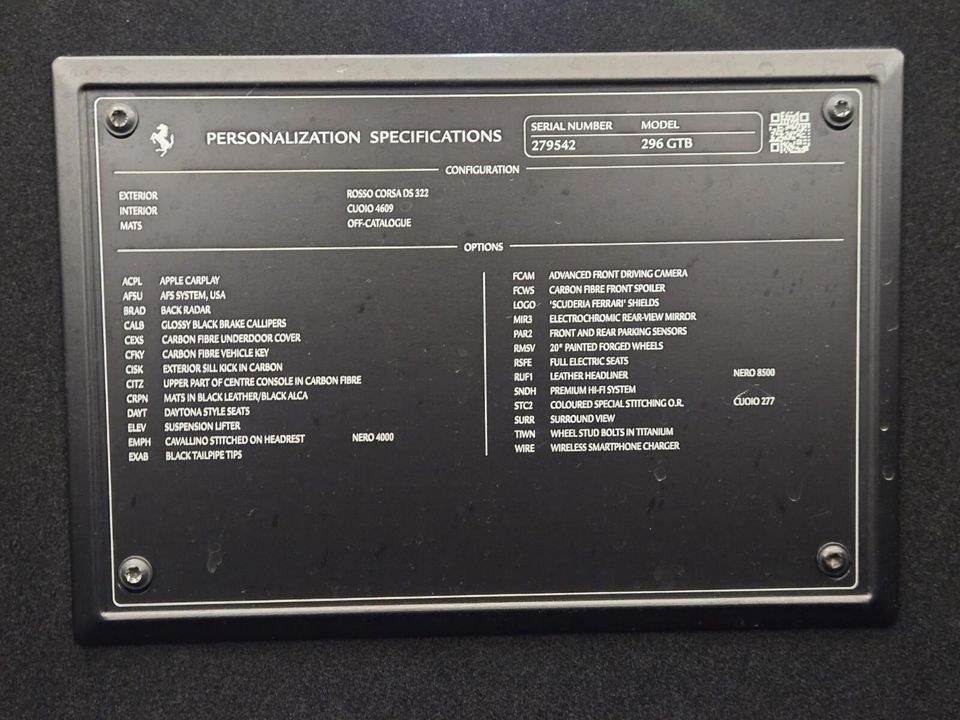 PERSONALIZATION SPECIFICATIONS
SERIAL NUMBER MODEL
279542 296 GTB
CONFIGURATION
EXTERIOR ROSSO CORSA DS 322
INTERIOR CUOIO 4609
MATS OFF-CATALOGUE
OPTIONS
ACPL APPLE CARPLAY
AFSU AFS SYSTEM, USA
BRAD BACK RADAR
CALB GLOSSY BLACK BRAKE CALLIPERS
CEXS CARBON FIBRE UNDERDOOR COVER
CFKY CARBON FIBRE VEHICLE KEY
CISK EXTERIOR SILL KICK IN CARBON
CITZ UPPER PART OF CENTRE CONSOLE IN CARBON FIBRE
CRPN MATS IN BLACK LEATHER/BLACK ALCA
DAYT DAYTONA STYLE SEATS
ELEV SUSPENSION LIFTER
EMPH CAVALLINO STITCHED ON HEADREST NERO 4000
EXAB BLACK TAILPIPE TIPS
FCAM ADVANCED FRONT DRIVING CAMERA
FCWS CARBON FIBRE FRONT SPOILER
LOGO 'SCUDERIA FERRARI' SHIELDS
MIR3 ELECTROCHROMIC REAR-VIEW MIRROR
PAR2 FRONT AND REAR PARKING SENSORS
RMSV 20" PAINTED FORGED WHEELS
RSFE FULL ELECTRIC SEATS
RUF1 LEATHER HEADLINER NERO 8500
SNDH PREMIUM HI-FI SYSTEM
STC2 COLOURED SPECIAL STITCHING O.R. CUOIO 277
SURR SURROUND VIEW
TIWN WHEEL STUD BOLTS IN TITANIUM
WIRE WIRELESS SMARTPHONE CHARGER